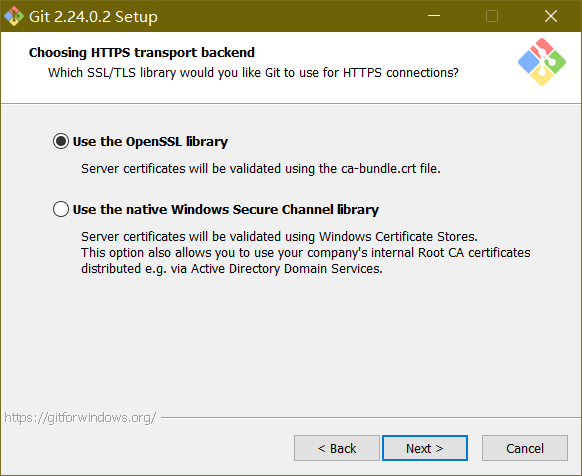 Git 2.24.0.2 Setup
Choosing HTTPS transport backend
Which SSL/TLS library would you like Git to use for HTTPS connections?
Use the OpenSSL library
Server certificates will be validated using the ca-bundle.crt file.
Use the native Windows Secure Channel library
Server certificates will be validated using Windows Certificate Stores.
This option also allows you to use your company's internal Root CA certificates
distributed e.g. via Active Directory Domain Services.
https://gitforwindows.org/
< Back Next > Cancel